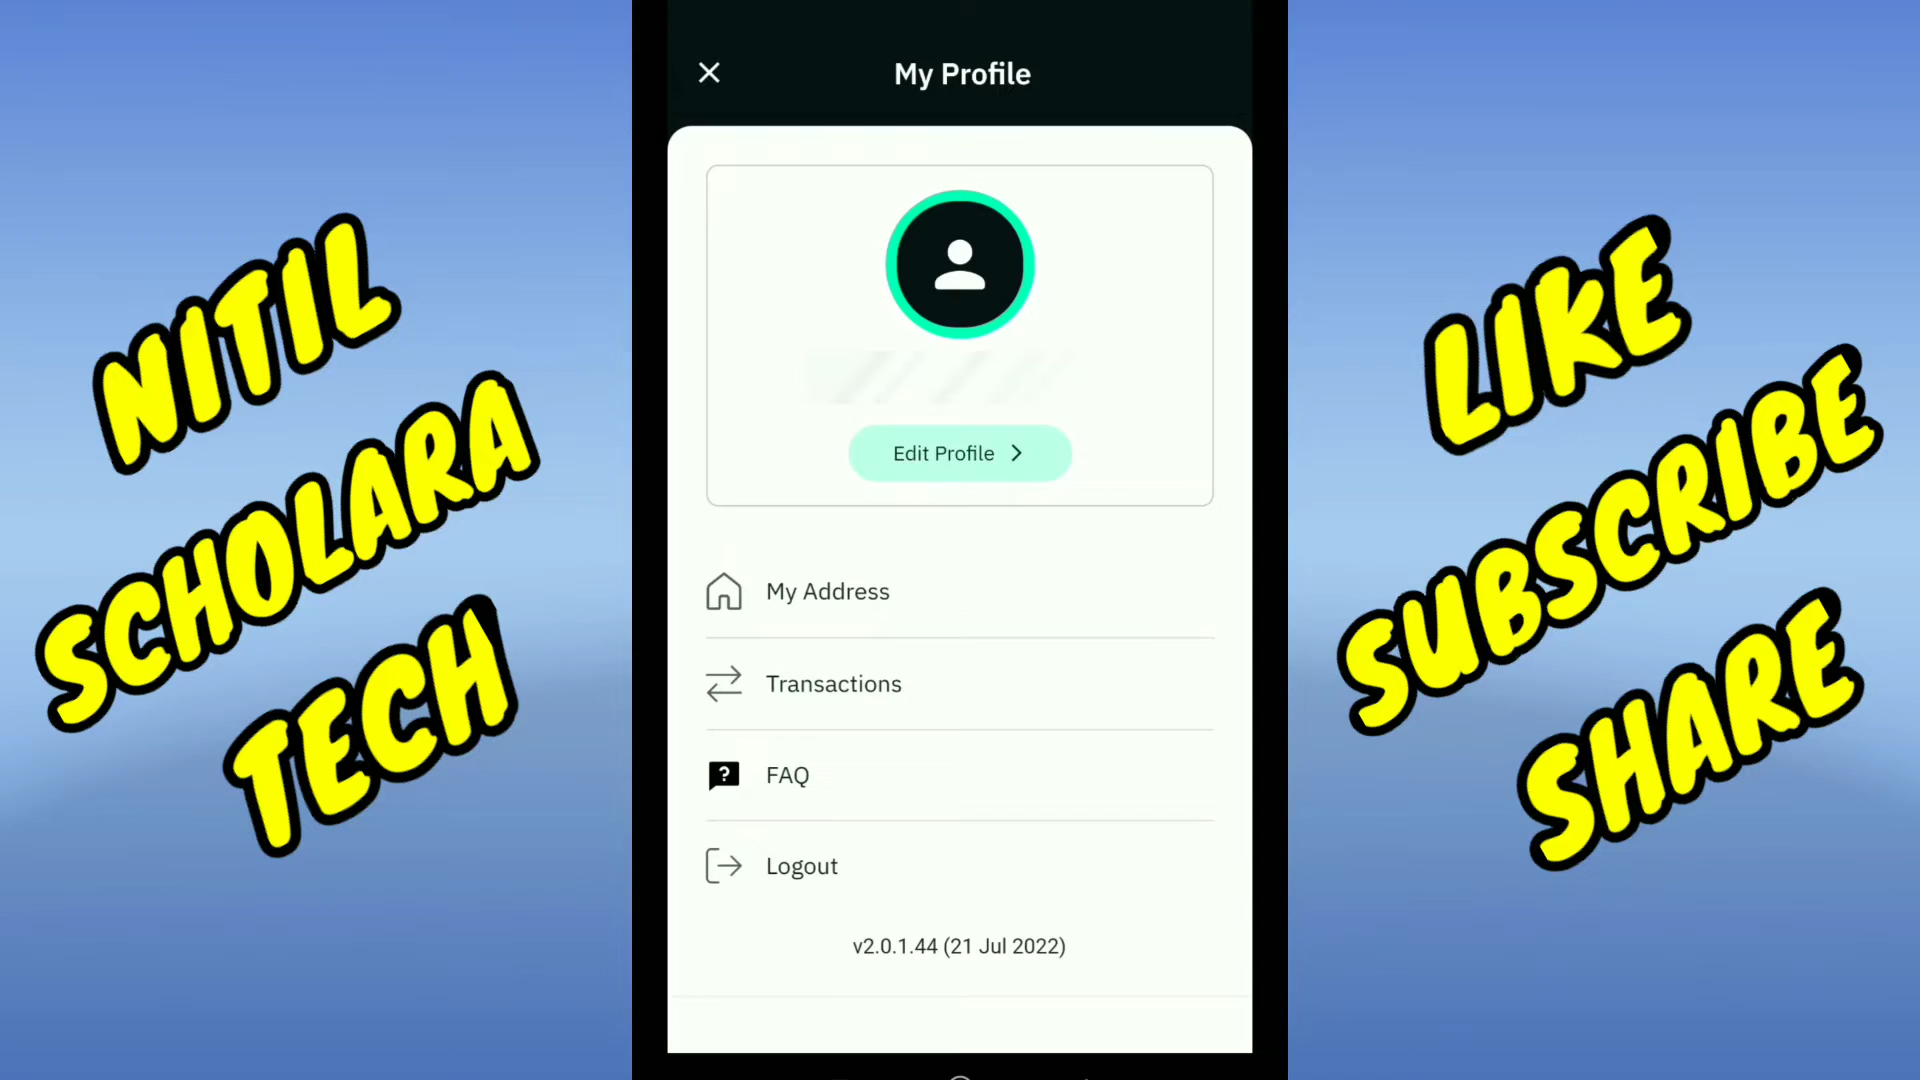 NITIL
SCHOLARA
TECH
My Profile
Edit Profile
My Address
Transactions
FAQ
Logout
v2.0.1.44 (21 Jul 2022)
LIKE
SUBSCRIBE
SHARE